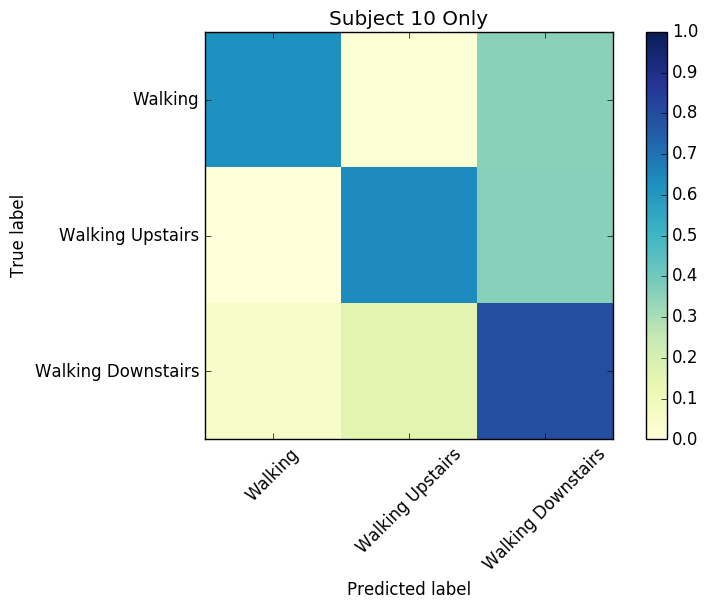 Subject 10 Only
True label
Walking
Walking Upstairs
Walking Downstairs
Walking
Walking Upstairs
Walking Downstairs
Predicted label
1.0
0.9
0.8
0.7
0.6
0.5
0.4
0.3
0.2
0.1
0.0